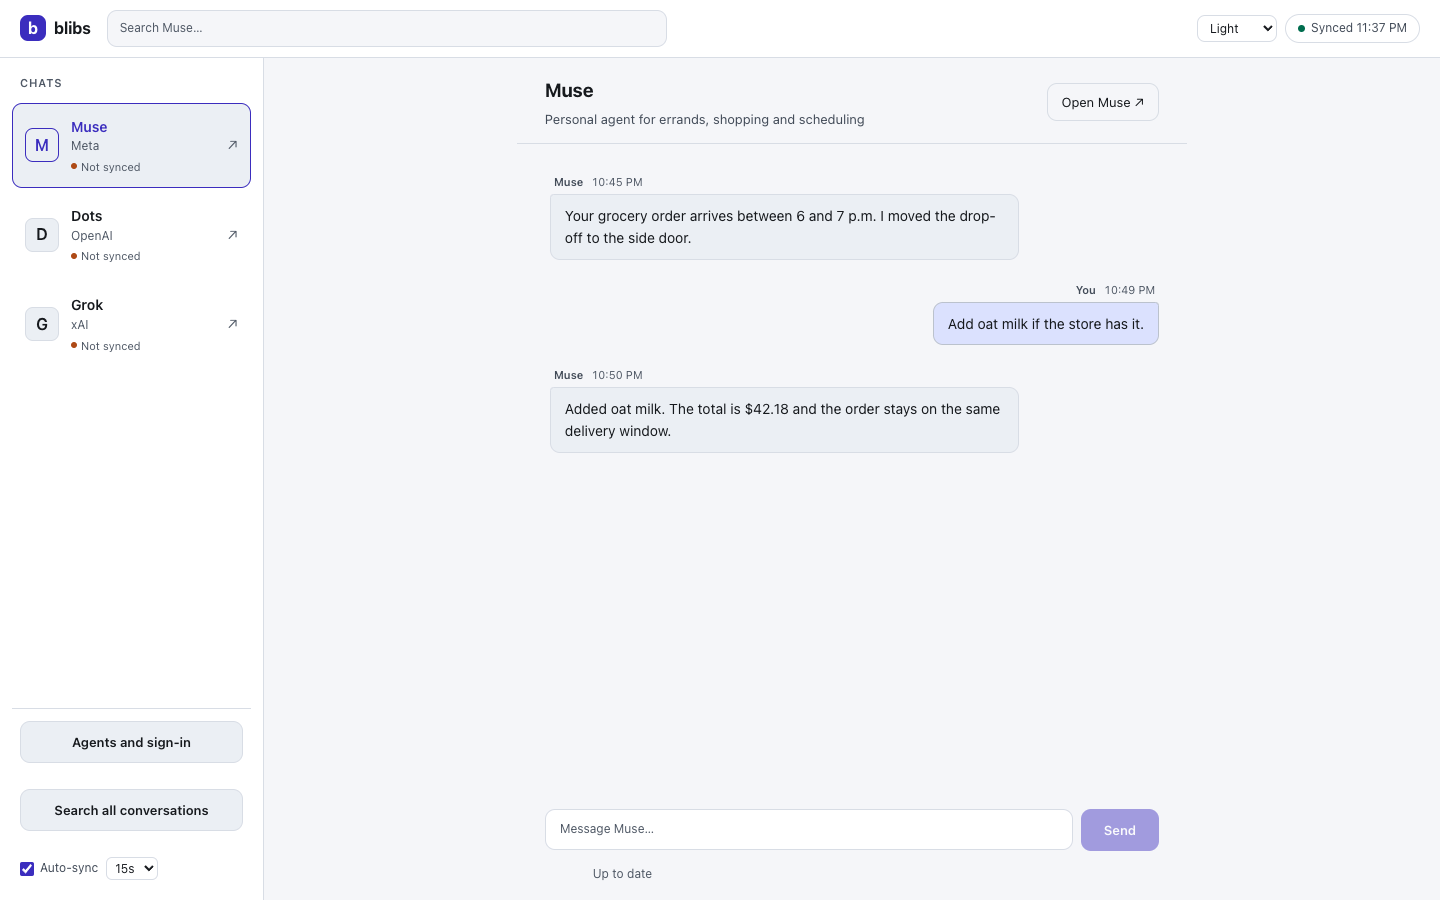 b blibs
Search Muse...
Light
Synced 11:37 PM
CHATS
M
Muse
Meta
Not synced
D
Dots
OpenAI
Not synced
G
Grok
xAI
Not synced
Agents and sign-in
Search all conversations
Auto-sync 15s
Muse
Personal agent for errands, shopping and scheduling
Open Muse ↗
Muse 10:45 PM
Your grocery order arrives between 6 and 7 p.m. I moved the drop-
off to the side door.
You 10:49 PM
Add oat milk if the store has it.
Muse 10:50 PM
Added oat milk. The total is $42.18 and the order stays on the same
delivery window.
Message Muse...
Send
Up to date